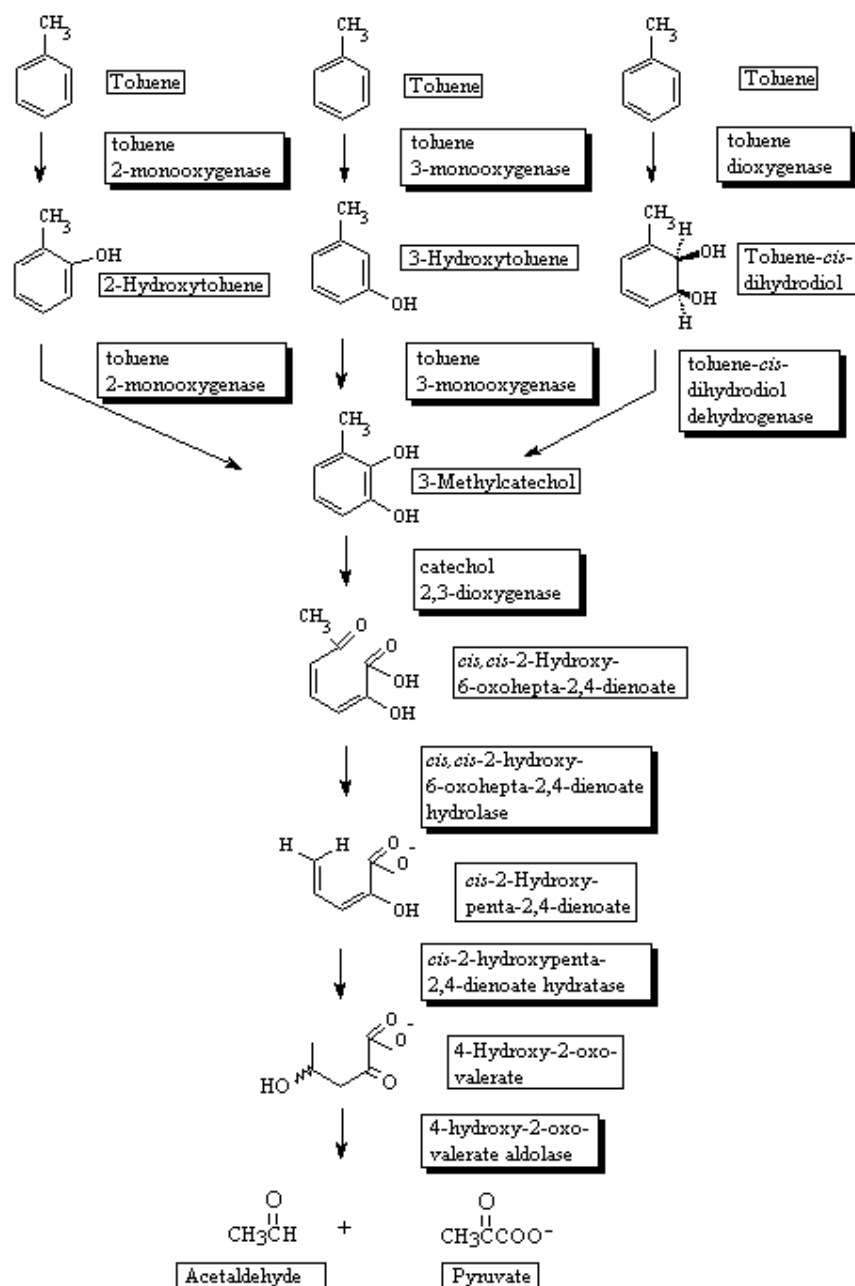 CH3
CH3
CH3
Toluene
Toluene
Toluene
toluene
2-monooxygenase
toluene
3-monooxygenase
toluene
dioxygenase
CH3
OH
2-Hydroxytoluene
CH3
3-Hydroxytoluene
OH
CH3
H
OH
OH
H
Toluene-cis-
dihydrodiol
toluene
2-monooxygenase
toluene
3-monooxygenase
toluene-cis-
dihydrodiol
dehydrogenase
CH3
OH
OH
3-Methylcatechol
catechol
2,3-dioxygenase
CH3
O
O
OH
OH
cis,cis-2-Hydroxy-
6-oxohepta-2,4-dienoate
cis,cis-2-hydroxy-
6-oxohepta-2,4-dienoate
hydrolase
H
H
O
O-
OH
cis-2-Hydroxy-
penta-2,4-dienoate
cis-2-hydroxypenta-
2,4-dienoate hydratase
O
O-
HO
O
4-Hydroxy-2-oxo-
valerate
4-hydroxy-2-oxo-
valerate aldolase
O
CH3CH
+
O
CH3CCOO-
Acetaldehyde
Pyruvate